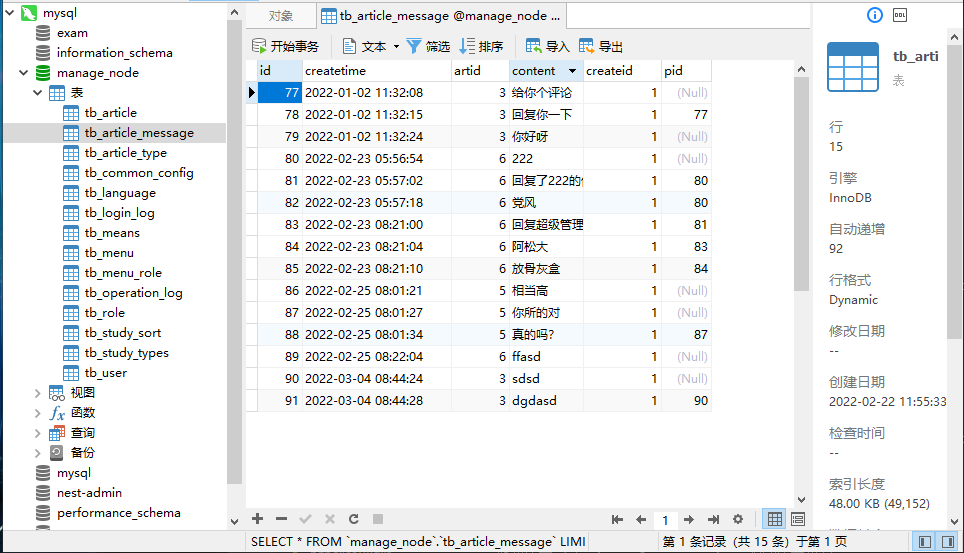 mysql
exam
information_schema
manage_node
表
tb_article
tb_article_message
tb_article_type
tb_common_config
tb_language
tb_login_log
tb_means
tb_menu
tb_menu_role
tb_operation_log
tb_role
tb_study_sort
tb_study_types
tb_user
视图
fx 函数
查询
备份
mysql
nest-admin
performance_schema
对象 tb_article_message @manage_node ...
开始事务 文本 筛选 排序 导入 导出
id createtime artid content createid pid
77 2022-01-02 11:32:08 3 给你个评论 1 (Null)
78 2022-01-02 11:32:15 3 回复你一下 1 77
79 2022-01-02 11:32:24 3 你好呀 1 (Null)
80 2022-02-23 05:56:54 6 222 1 (Null)
81 2022-02-23 05:57:02 6 回复了222的 1 80
82 2022-02-23 05:57:18 6 党风 1 80
83 2022-02-23 08:21:00 6 回复超级管理 1 81
84 2022-02-23 08:21:04 6 阿松大 1 83
85 2022-02-23 08:21:10 6 放骨灰盒 1 84
86 2022-02-25 08:01:21 5 相当高 1 (Null)
87 2022-02-25 08:01:27 5 你所的对 1 (Null)
88 2022-02-25 08:01:34 5 真的吗? 1 87
89 2022-02-25 08:22:04 6 ffasd 1 (Null)
90 2022-03-04 08:44:24 3 sdsd 1 (Null)
91 2022-03-04 08:44:28 3 dgdasd 1 90
1
SELECT * FROM `manage_node`.`tb_article_message` LIMI
第 1 条记录 (共 15 条) 于第 1 页
DDL
tb_arti
表
行
15
引擎
InnoDB
自动递增
92
行格式
Dynamic
修改日期
--
创建日期
2022-02-22 11:55:33
检查时间
--
索引长度
48.00 KB (49,152)